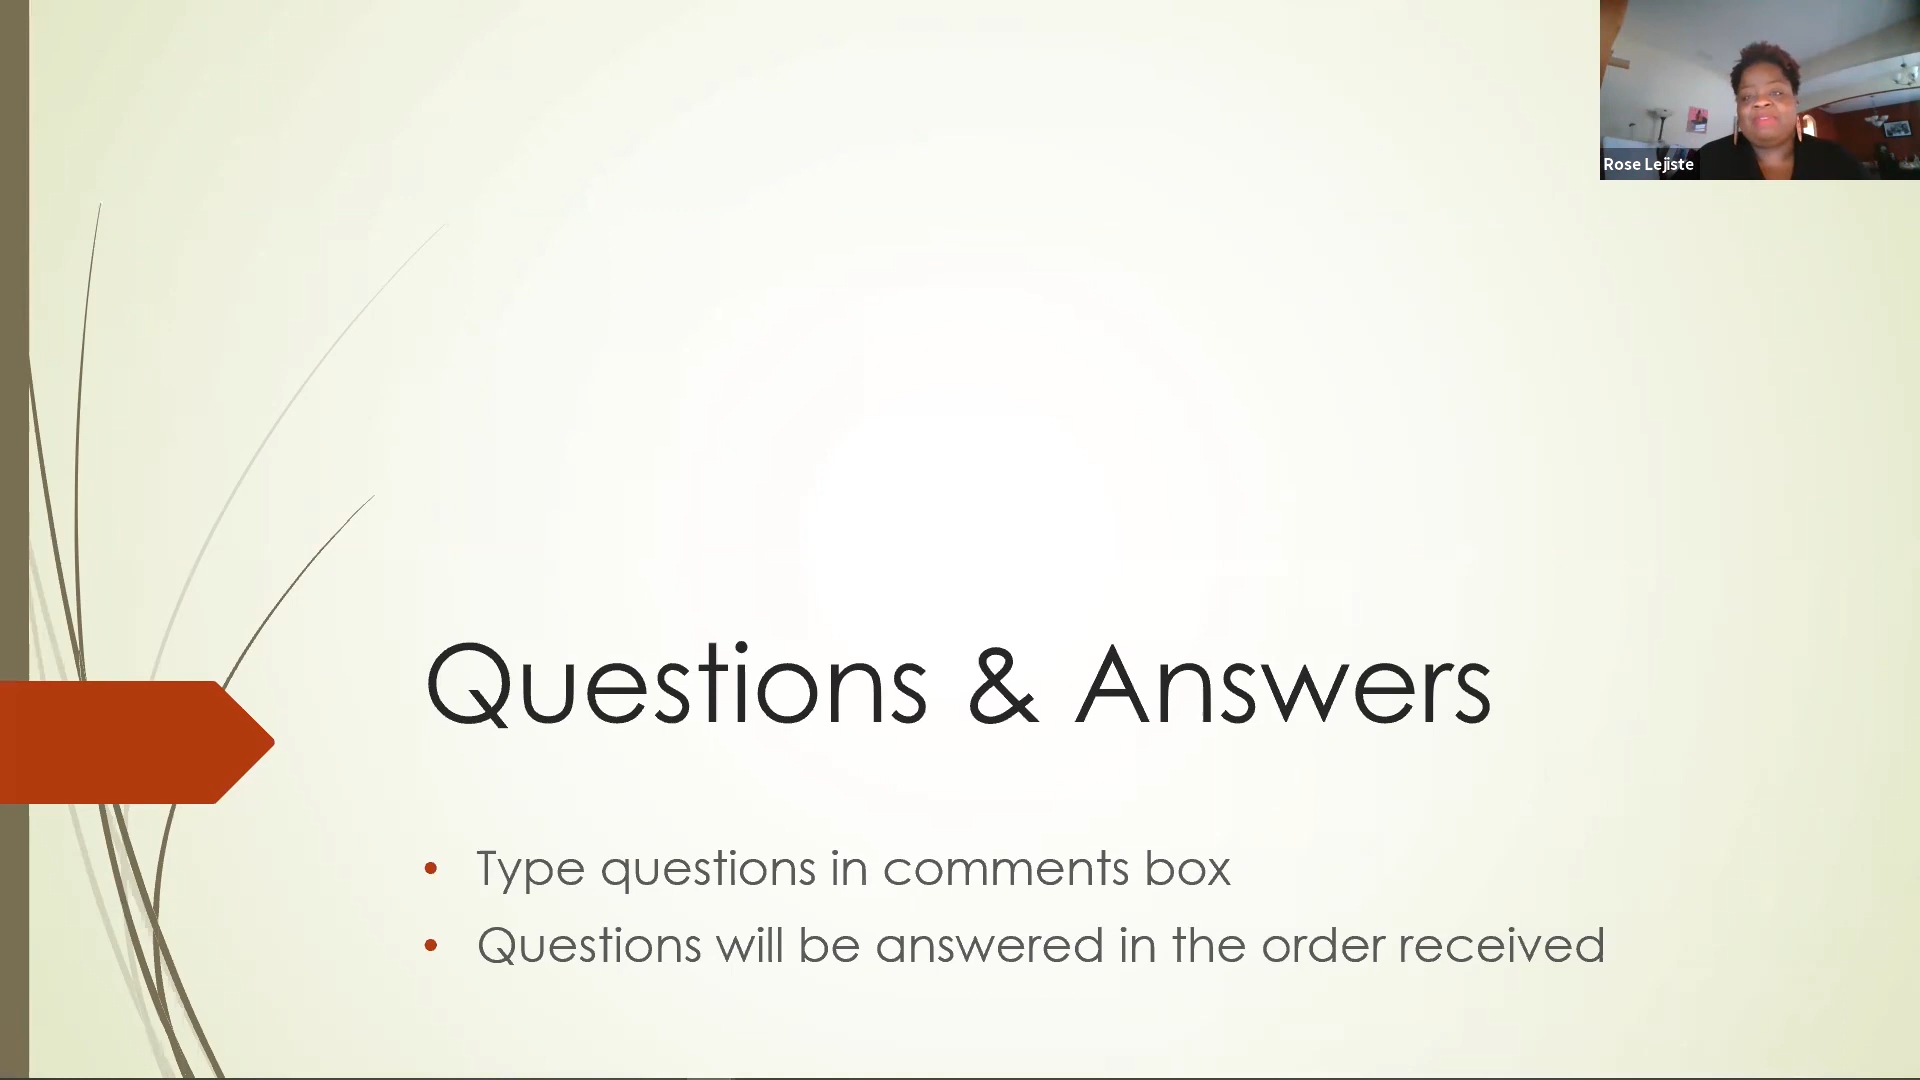 Rose Lejiste
Questions & Answers
• Type questions in comments box
• Questions will be answered in the order received